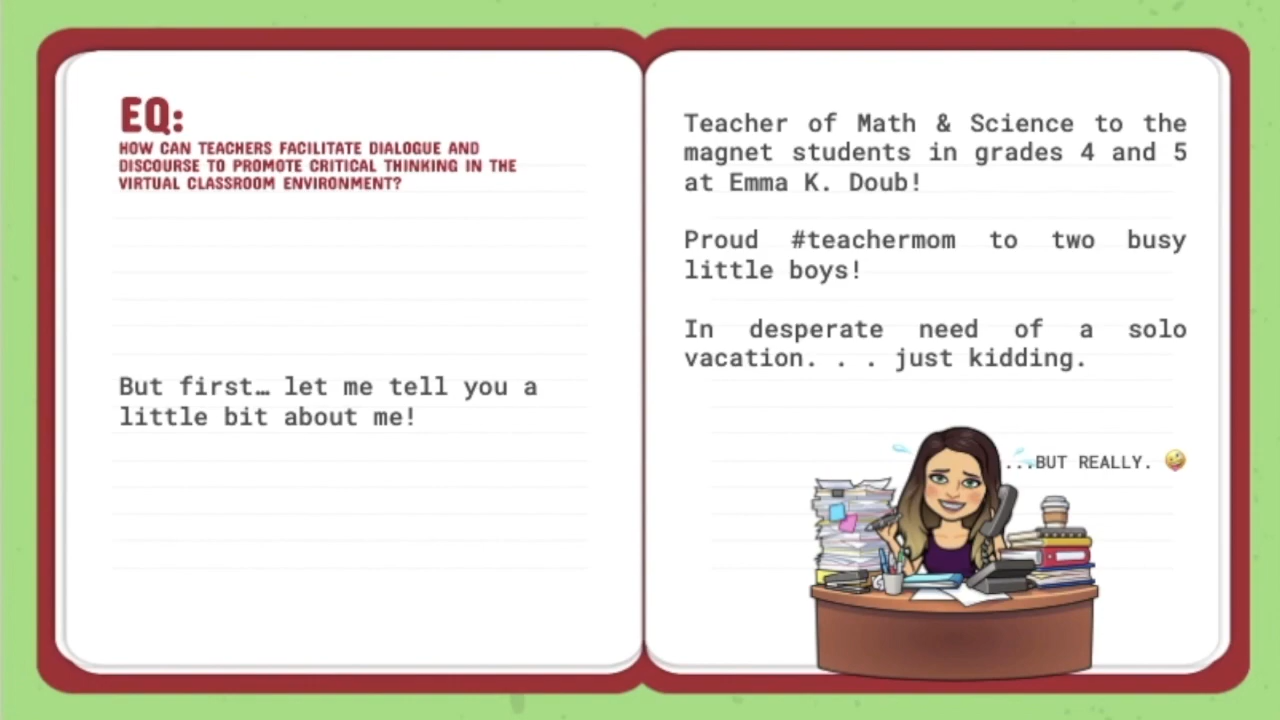 EQ:
HOW CAN TEACHERS FACILITATE DIALOGUE AND
DISCOURSE TO PROMOTE CRITICAL THINKING IN THE
VIRTUAL CLASSROOM ENVIRONMENT?
But first… let me tell you a
little bit about me!
Teacher of Math & Science to the
magnet students in grades 4 and 5
at Emma K. Doub!
Proud #teachermom to two busy
little boys!
In desperate need of a solo
vacation. . . just kidding.
...BUT REALLY. 🤪